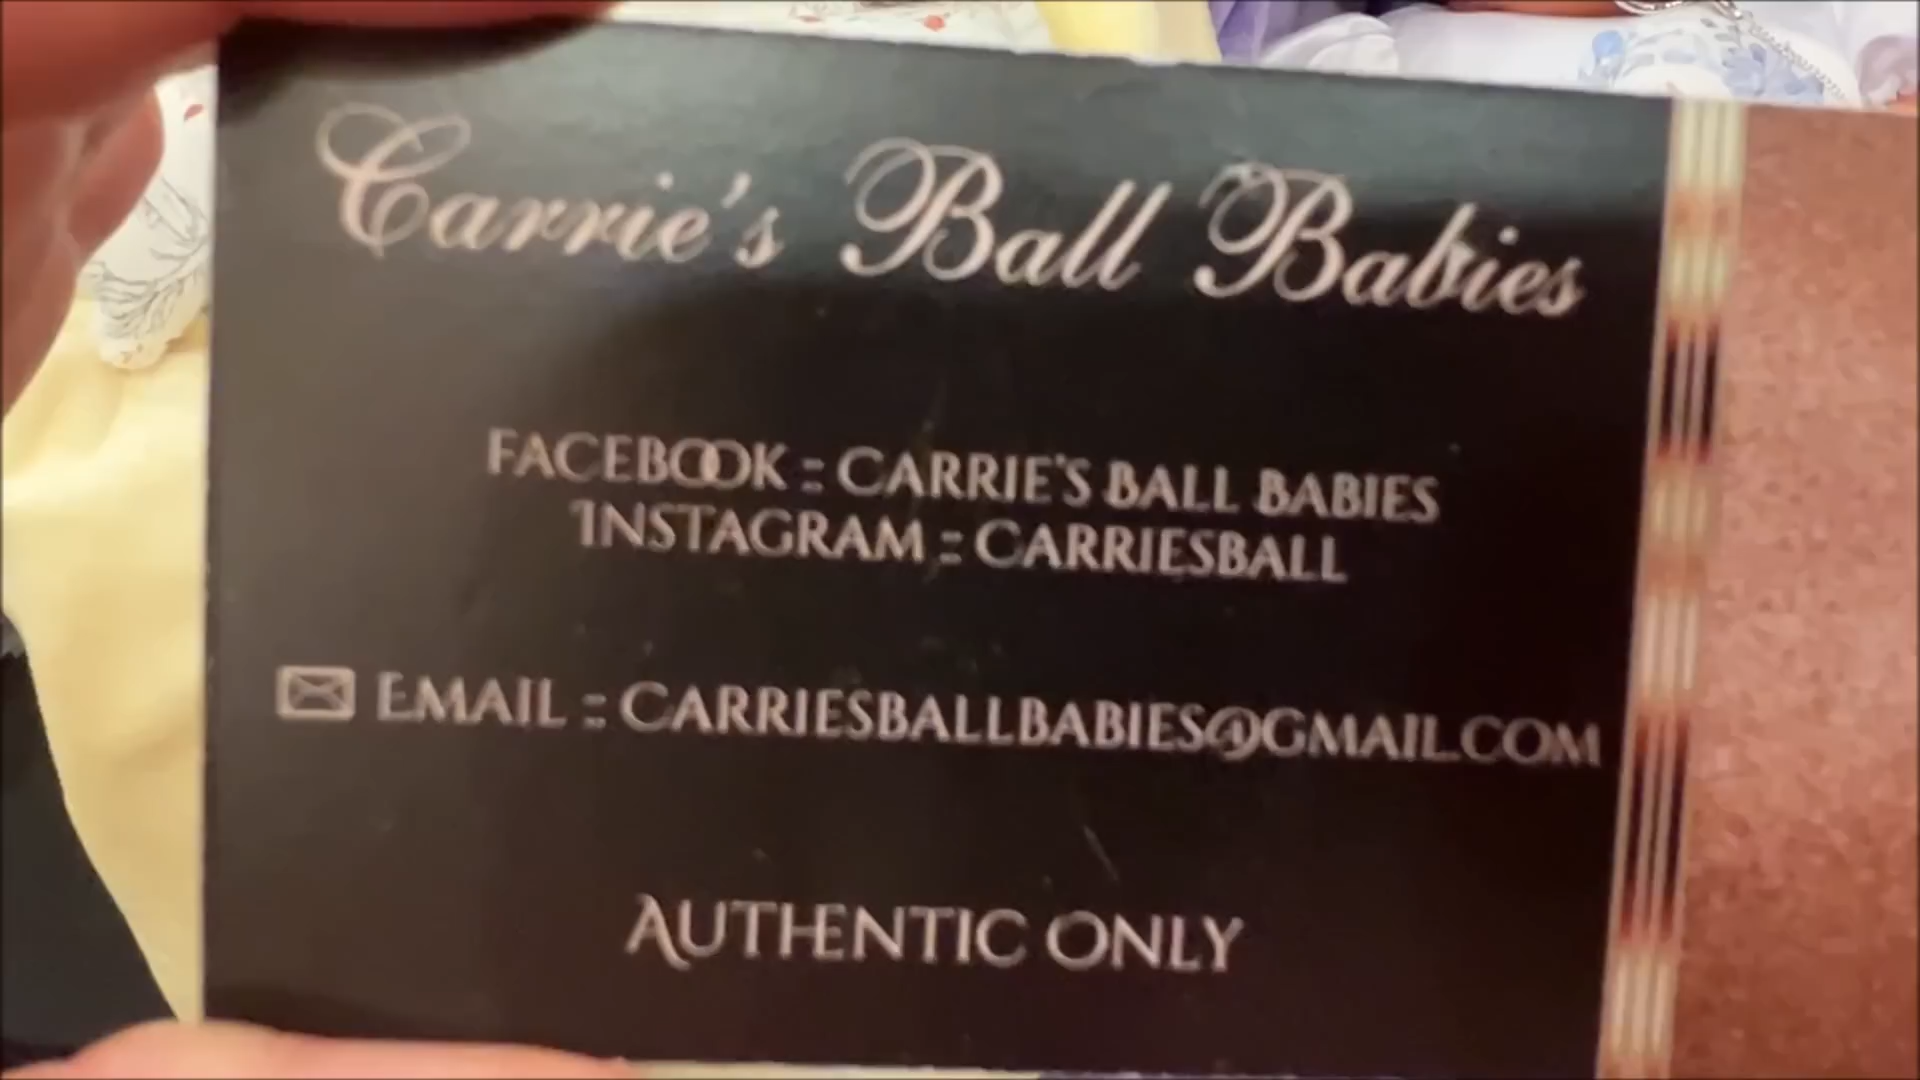 Carrie's Ball Babies
FACEBOOK : CARRIE'S BALL BABIES
INSTAGRAM : CARRIESBALL
EMAIL : CARRIESBALLBABIES@GMAIL.COM
AUTHENTIC ONLY